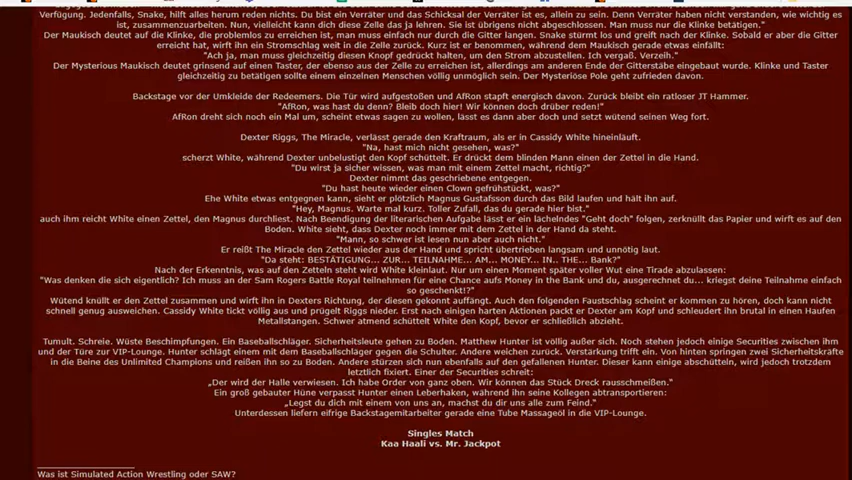 Verfügung. Jedenfalls, Snake, hilft alles herum reden nichts. Du bist ein Verräter und das Schicksal der Verräter ist es, allein zu sein. Denn Verräter haben nicht verstanden, wie wichtig es
ist, zusammenzuarbeiten. Nun, vielleicht kann dich diese Zelle das ja lehren. Sie ist übrigens nicht abgeschlossen. Man muss nur die Klinke betätigen."
Der Maukisch deutet auf die Klinke, die problemlos zu erreichen ist, man muss einfach nur durch die Gitter langen. Snake stürmt los und greift nach der Klinke. Sobald er aber die Gitter
erreicht hat, wirft ihn ein Stromschlag weit in die Zelle zurück. Kurz ist er benommen, während dem Maukisch gerade etwas einfällt:
"Ach ja, man muss gleichzeitig diesen Knopf gedrückt halten, um den Strom abzustellen. Ich vergaß. Verzeih."
Der Mysterious Maukisch deutet grinsend auf einen Taster, der ebenso aus der Zelle zu erreichen ist, allerdings am anderen Ende der Gitterstäbe eingebaut wurde. Klinke und Taster
gleichzeitig zu betätigen sollte einem einzelnen Menschen völlig unmöglich sein. Der Mysteriöse Pole geht zufrieden davon.
Backstage vor der Umkleide der Redeemers. Die Tür wird aufgestoßen und AfRon stapft energisch davon. Zurück bleibt ein ratloser JT Hammer.
"AfRon, was hast du denn? Bleib doch hier! Wir können doch drüber reden!"
AfRon dreht sich noch ein Mal um, scheint etwas sagen zu wollen, lässt es dann aber doch und setzt wütend seinen Weg fort.
Dexter Riggs, The Miracle, verlässt gerade den Kraftraum, als er in Cassidy White hineinläuft.
"Na, hast mich nicht gesehen, was?"
scherzt White, während Dexter unbelustigt den Kopf schüttelt. Er drückt dem blinden Mann einen der Zettel in die Hand.
"Du wirst ja sicher wissen, was man mit einem Zettel macht, richtig?"
Dexter nimmt das geschriebene entgegen.
"Du hast heute wieder einen Clown gefrühstückt, was?"
Ehe White etwas entgegnen kann, sieht er plötzlich Magnus Gustafsson durch das Bild laufen und hält ihn auf.
"Hey, Magnus. Warte mal kurz. Toller Zufall, das du gerade hier bist."
auch ihm reicht White einen Zettel, den Magnus durchliest. Nach Beendigung der literarischen Aufgabe lässt er ein lächelndes "Geht doch" folgen, zerknüllt das Papier und wirft es auf den
Boden. White sieht, dass Dexter noch immer mit dem Zettel in der Hand da steht.
"Mann, so schwer ist lesen nun aber auch nicht."
Er reißt The Miracle den Zettel wieder aus der Hand und spricht übertrieben langsam und unnötig laut.
"Da steht: BESTÄTIGUNG... ZUR... TEILNAHME... AM... MONEY... IN... THE... Bank?"
Nach der Erkenntnis, was auf den Zetteln steht wird White kleinlaut. Nur um einen Moment später voller Wut eine Tirade abzulassen:
"Was denken die sich eigentlich? Ich muss an der Sam Rogers Battle Royal teilnehmen für eine Chance aufs Money in the Bank und du, ausgerechnet du... kriegst deine Teilnahme einfach
so geschenkt!?"
Wütend knüllt er den Zettel zusammen und wirft ihn in Dexters Richtung, der diesen gekonnt auffängt. Auch den folgenden Faustschlag scheint er kommen zu hören, doch kann nicht
schnell genug ausweichen. Cassidy White tickt völlig aus und prügelt Riggs nieder. Erst nach einigen harten Aktionen packt er Dexter am Kopf und schleudert ihn brutal in einen Haufen
Metallstangen. Schwer atmend schüttelt White den Kopf, bevor er schließlich abzieht.
Tumult. Schreie. Wüste Beschimpfungen. Ein Baseballschläger. Sicherheitsleute gehen zu Boden. Matthew Hunter ist völlig außer sich. Noch stehen jedoch einige Securities zwischen ihm
und der Türe zur VIP-Lounge. Hunter schlägt einem mit dem Baseballschläger gegen die Schulter. Andere weichen zurück. Verstärkung trifft ein. Von hinten springen zwei Sicherheitskräfte
in die Beine des Unlimited Champions und reißen ihn so zu Boden. Andere stürzen sich nun ebenfalls auf den gefallenen Hunter. Dieser kann einige abschütteln, wird jedoch trotzdem
letztlich fixiert. Einer der Securities schreit:
„Der wird der Halle verwiesen. Ich habe Order von ganz oben. Wir können das Stück Dreck rausschmeißen."
Ein groß gebauter Hüne verpasst Hunter einen Leberhaken, während ihn seine Kollegen abtransportieren:
„Legst du dich mit einem von uns an, machst du dir uns alle zum Feind."
Unterdessen liefern eifrige Backstagemitarbeiter gerade eine Tube Massageöl in die VIP-Lounge.
Singles Match
Kaa Haali vs. Mr. Jackpot
Was ist Simulated Action Wrestling oder SAW?